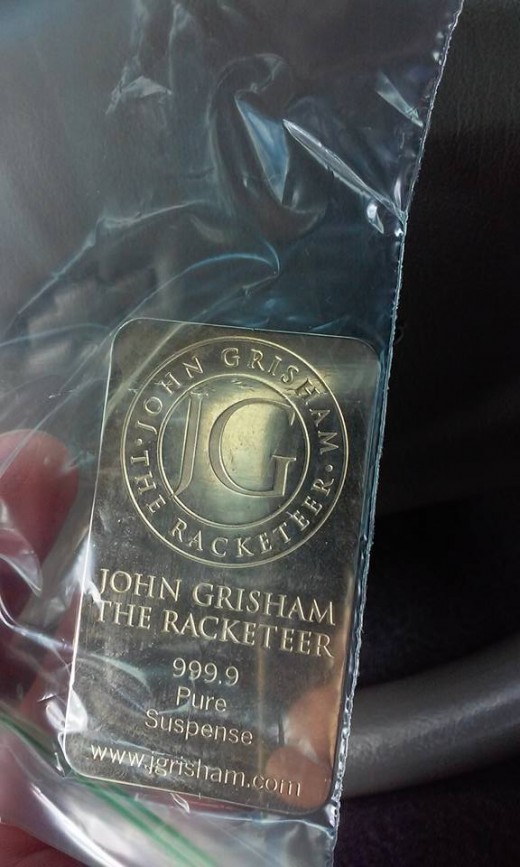 JOHN GRISHAM
· THE RACKETEER ·
JG
JOHN GRISHAM
THE RACKETEER
999.9
Pure
Suspense
www.jgrisham.com